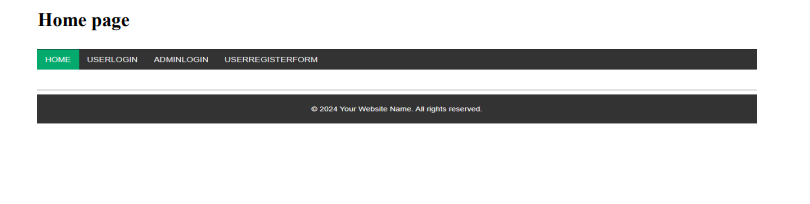 Home page
HOME USERLOGIN ADMINLOGIN USERREGISTERFORM
© 2024 Your Website Name. All rights reserved.